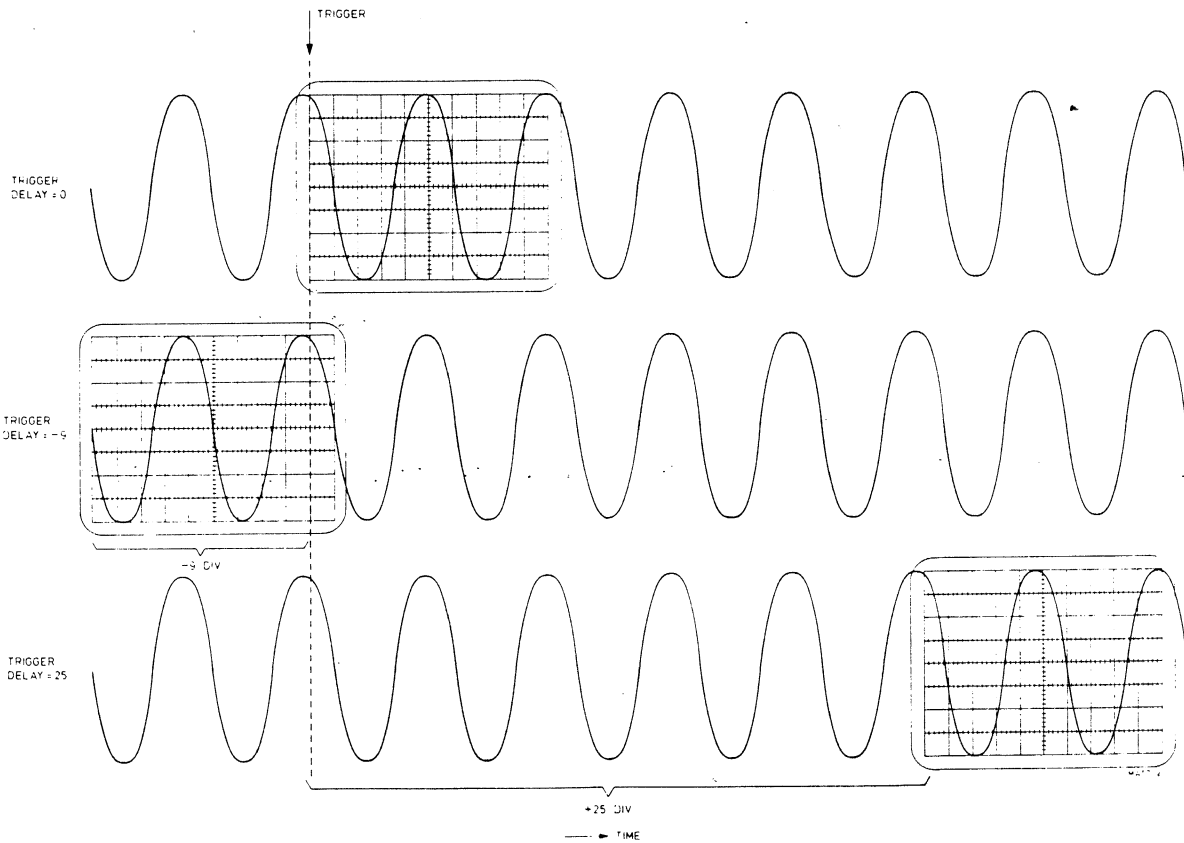 TRIGGER
TRIGGER
DELAY = 0
TRIGGER
DELAY = -9
-9 DIV
TRIGGER
DELAY = 25
+25 DIV
TIME